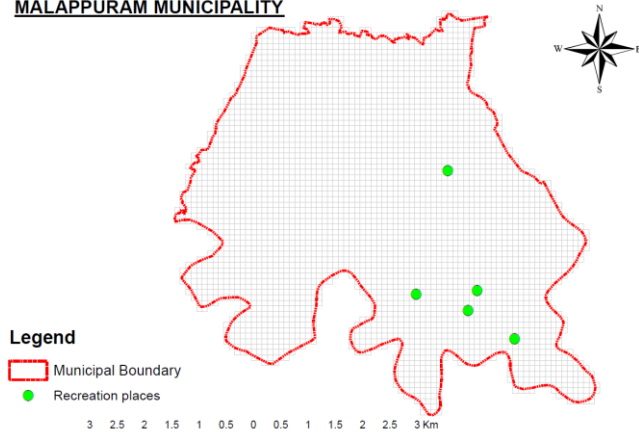 MALAPPURAM MUNICIPALITY
N
W E
S
Legend
Municipal Boundary
Recreation places
3 2.5 2 1.5 1 0.5 0 0.5 1 1.5 2 2.5 3 Km